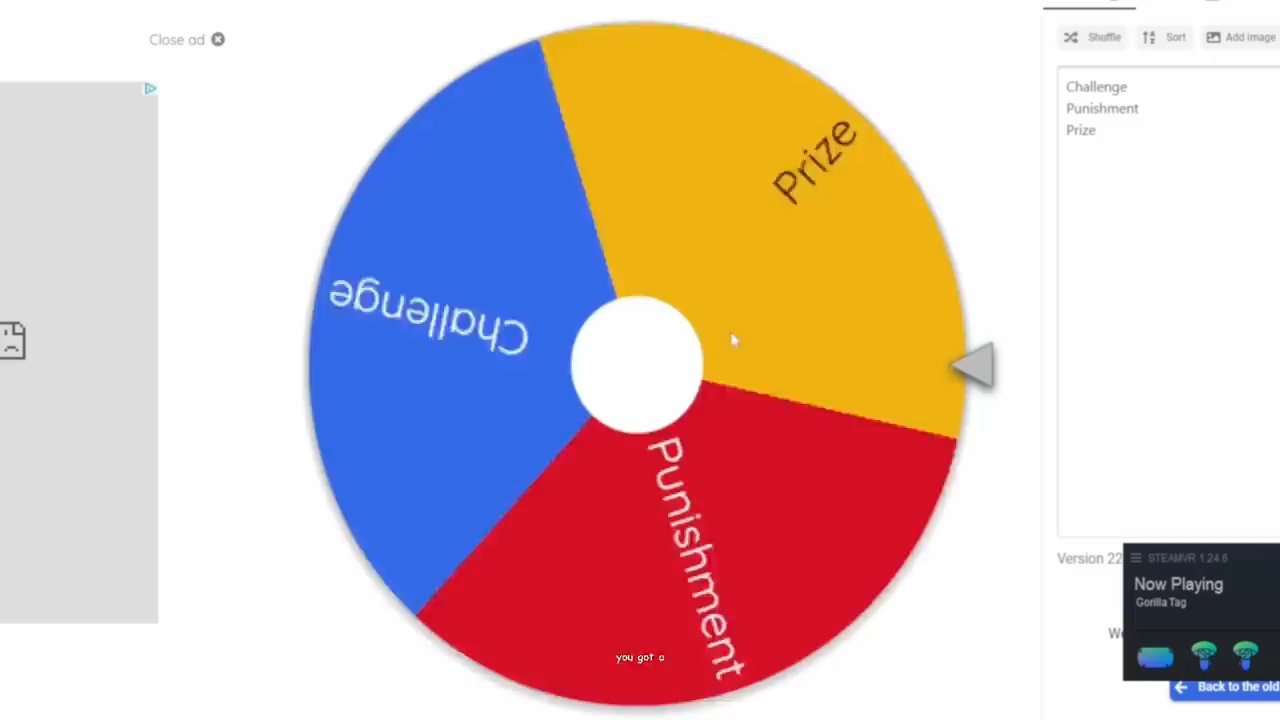 Close ad
Shuffle
Sort
Add image
Challenge
Punishment
Prize
Prize
Challenge
Punishment
you got a
Version 22
STEAMVR 1.24.6
Now Playing
Gorilla Tag
We
Back to the old